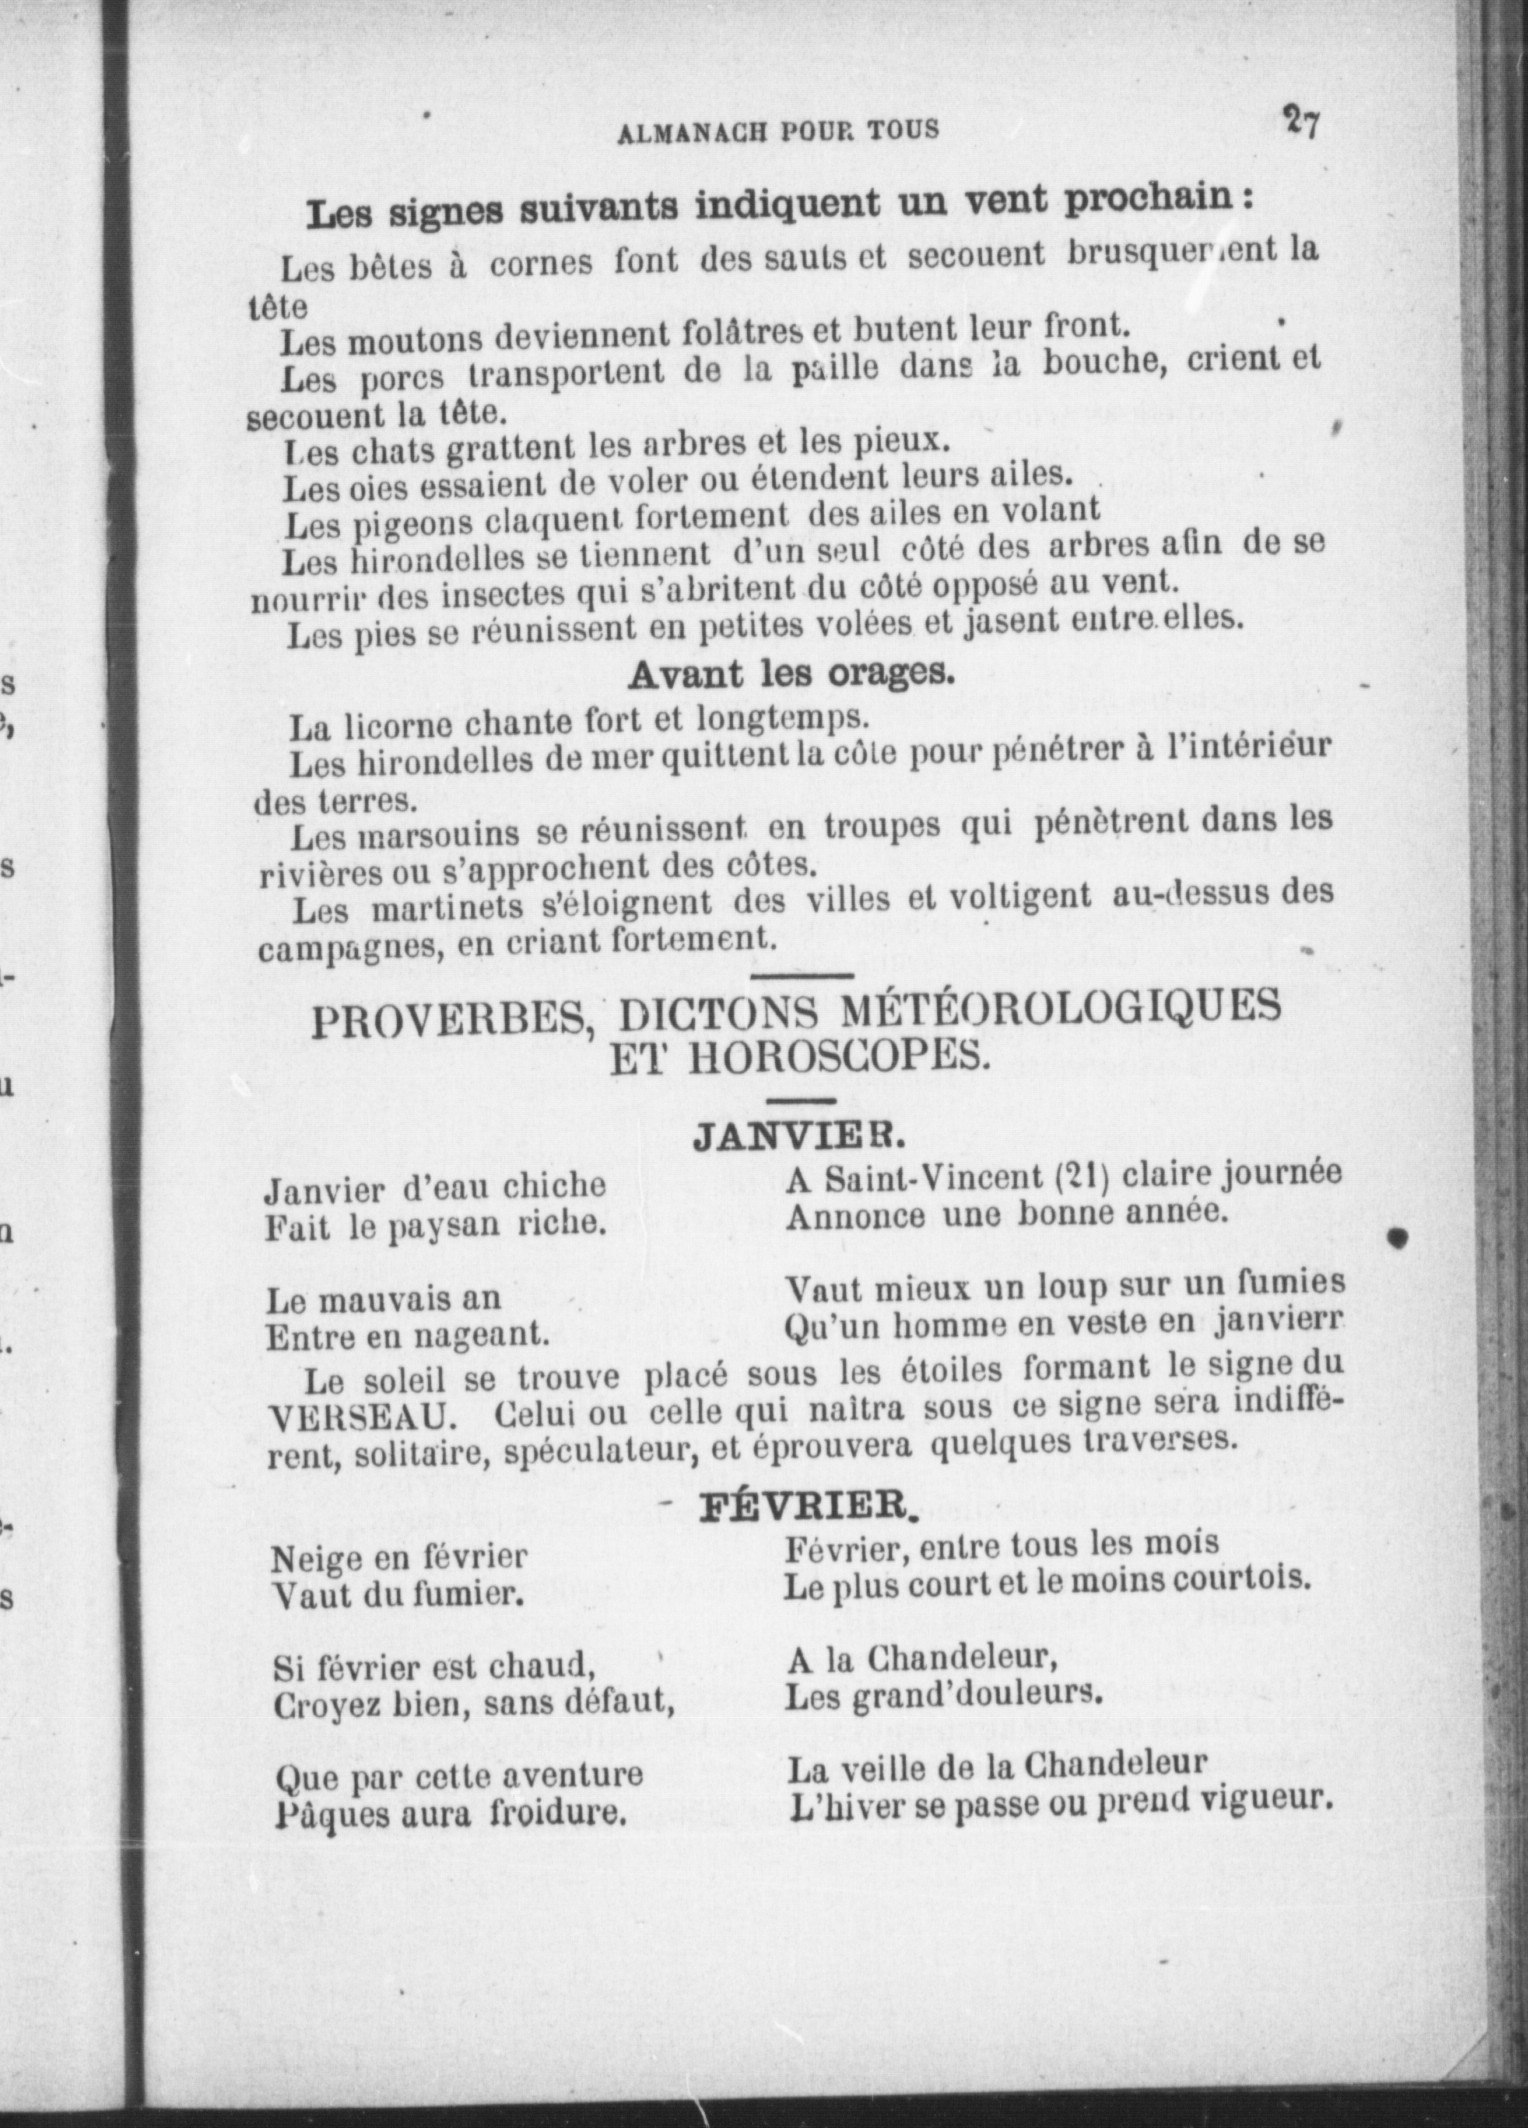 ALMANACH POUR TOUS 27
Les signes suivants indiquent un vent prochain :
Les bêtes à cornes font des sauts et secouent brusquement la
tête
Les moutons deviennent folâtres et butent leur front.
Les porcs transportent de la paille dans la bouche, crient et
secouent la tête.
Les chats grattent les arbres et les pieux.
Les oies essaient de voler ou étendent leurs ailes.
Les pigeons claquent fortement des ailes en volant
Les hirondelles se tiennent d'un seul côté des arbres afin de se
nourrir des insectes qui s'abritent du côté opposé au vent.
Les pies se réunissent en petites volées et jasent entre elles.
Avant les orages.
La licorne chante fort et longtemps.
Les hirondelles de mer quittent la côte pour pénétrer à l'intérieur
des terres.
Les marsouins se réunissent en troupes qui pénètrent dans les
rivières ou s'approchent des côtes.
Les martinets s'éloignent des villes et voltigent au-dessus des
campagnes, en criant fortement.
PROVERBES, DICTONS MÉTÉOROLOGIQUES
ET HOROSCOPES.
JANVIER.
Janvier d'eau chiche
Fait le paysan riche.
Le mauvais an
Entre en nageant.
A Saint-Vincent (21) claire journée
Annonce une bonne année.
Vaut mieux un loup sur un fumies
Qu'un homme en veste en janvierr
Le soleil se trouve placé sous les étoiles formant le signe du
VERSEAU. Celui ou celle qui naîtra sous ce signe sera indiffé-
rent, solitaire, spéculateur, et éprouvera quelques traverses.
FÉVRIER.
Neige en février
Vaut du fumier.
Si février est chaud,
Croyez bien, sans défaut,
Que par cette aventure
Pâques aura froidure.
Février, entre tous les mois
Le plus court et le moins courtois.
A la Chandeleur,
Les grand'douleurs.
La veille de la Chandeleur
L'hiver se passe ou prend vigueur.